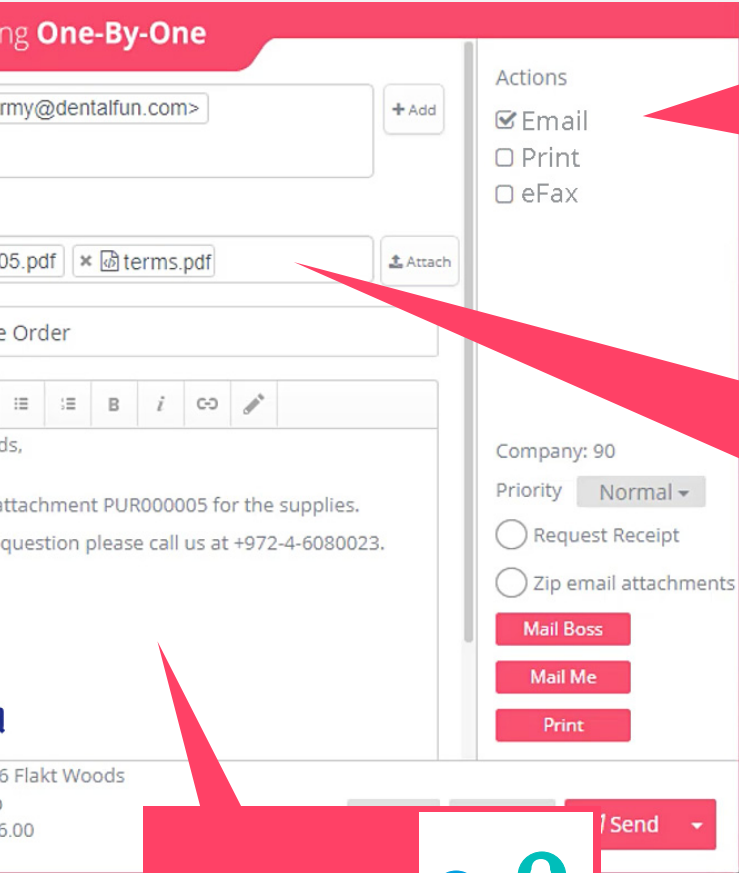 ng One-By-One
rmy@dentalfun.com>
+ Add
05.pdf
× terms.pdf
Attach
e Order
B i
ds,
attachment PUR000005 for the supplies.
question please call us at +972-4-6080023.
6 Flakt Woods
6.00
Actions
Email
Print
eFax
Company: 90
Priority Normal
Request Receipt
Zip email attachments
Mail Boss
Mail Me
Print
Send